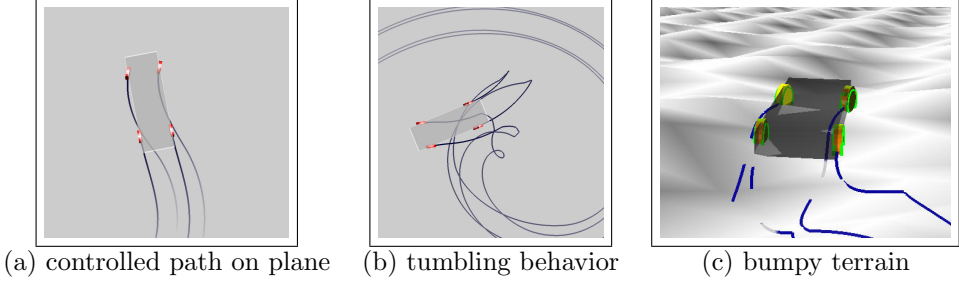 (a) controlled path on plane (b) tumbling behavior (c) bumpy terrain